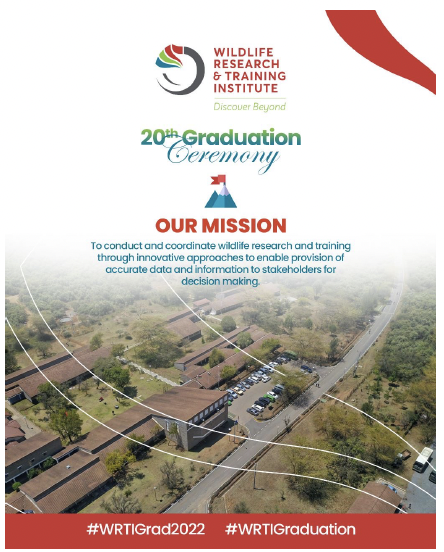 WILDLIFE
RESEARCH
& TRAINING
INSTITUTE
Discover Beyond
20th Graduation
Ceremony
OUR MISSION
To conduct and coordinate wildlife research and training
through innovative approaches to enable provision of
accurate data and information to stakeholders for
decision making.
#WRTIGrad2022 #WRTIGraduation